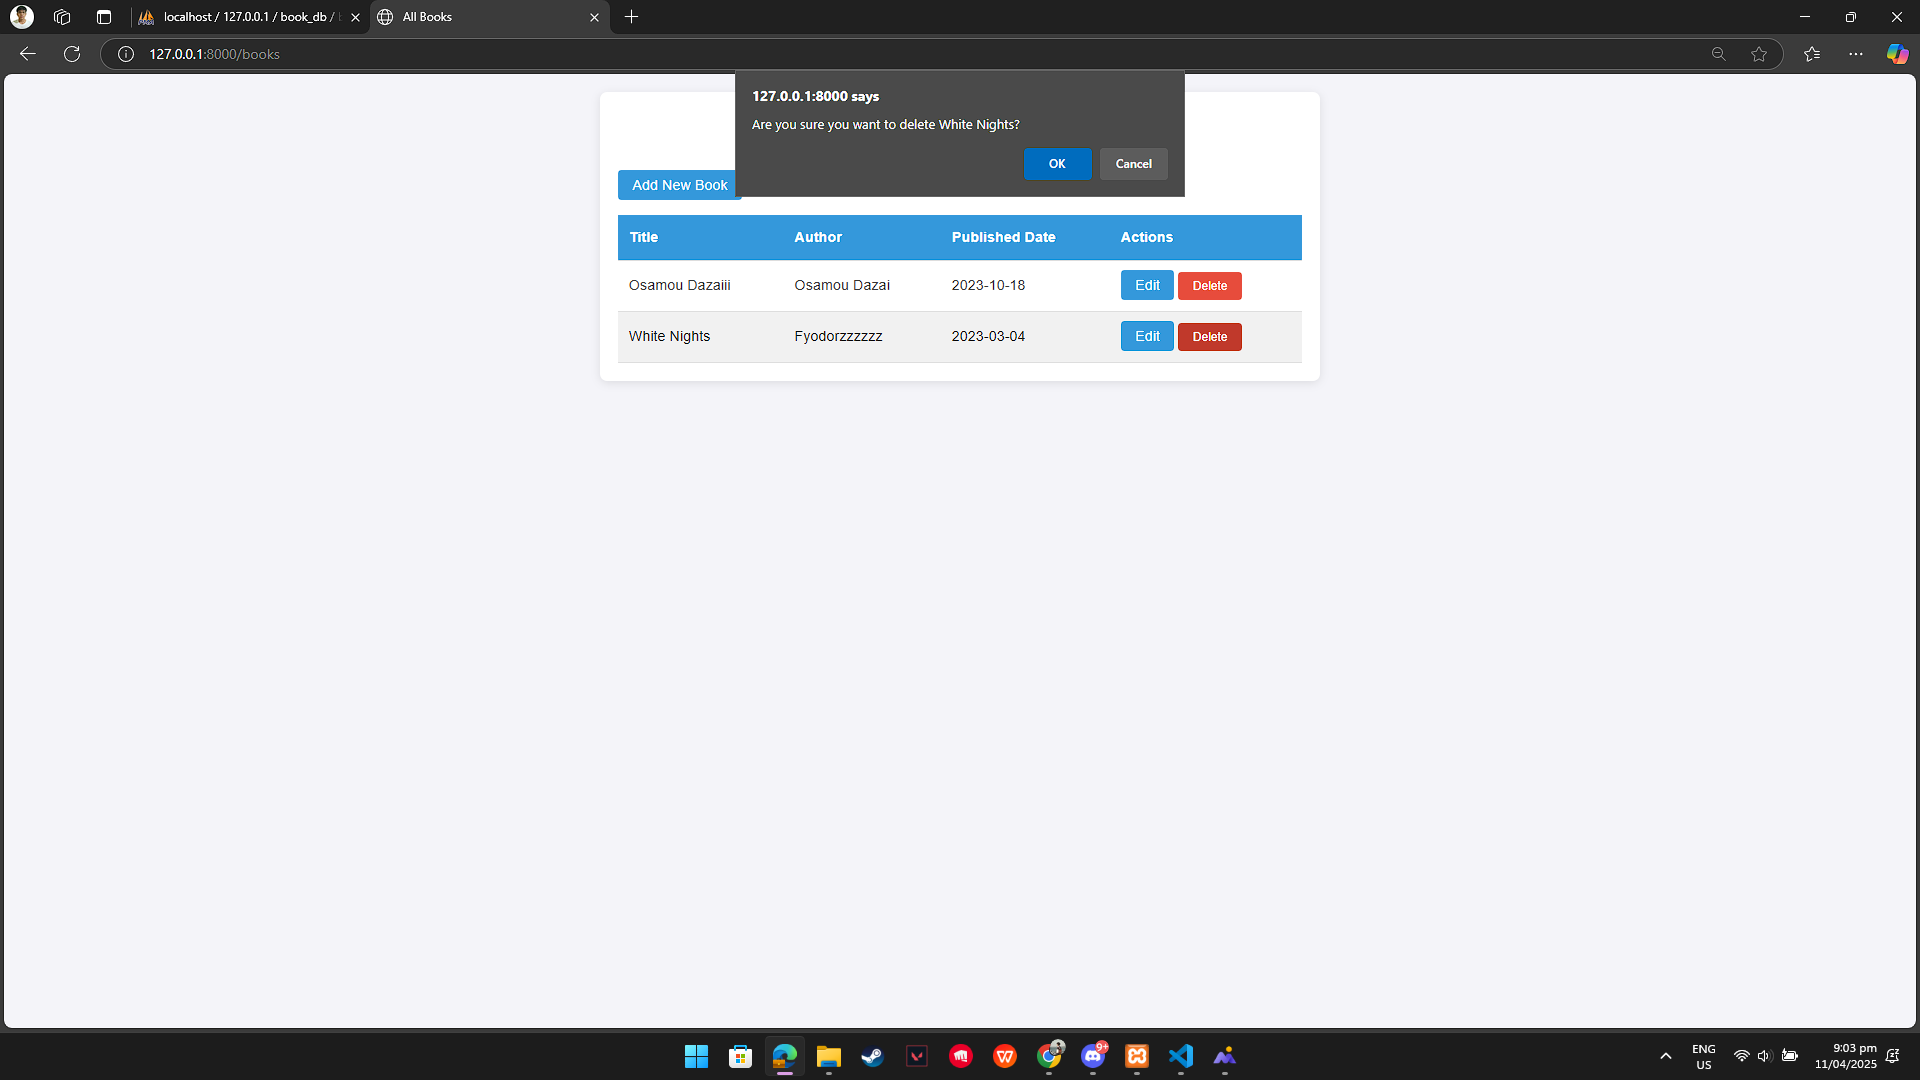 localhost / 127.0.0.1 / book_db /
All Books
127.0.0.1:8000/books
127.0.0.1:8000 says
Are you sure you want to delete White Nights?
OK
Cancel
Add New Book
Title Author Published Date Actions
Osamou Dazaiii Osamou Dazai 2023-10-18 Edit Delete
White Nights Fyodorzzzzzz 2023-03-04 Edit Delete
9+
ENG
US
9:03 pm
11/04/2025